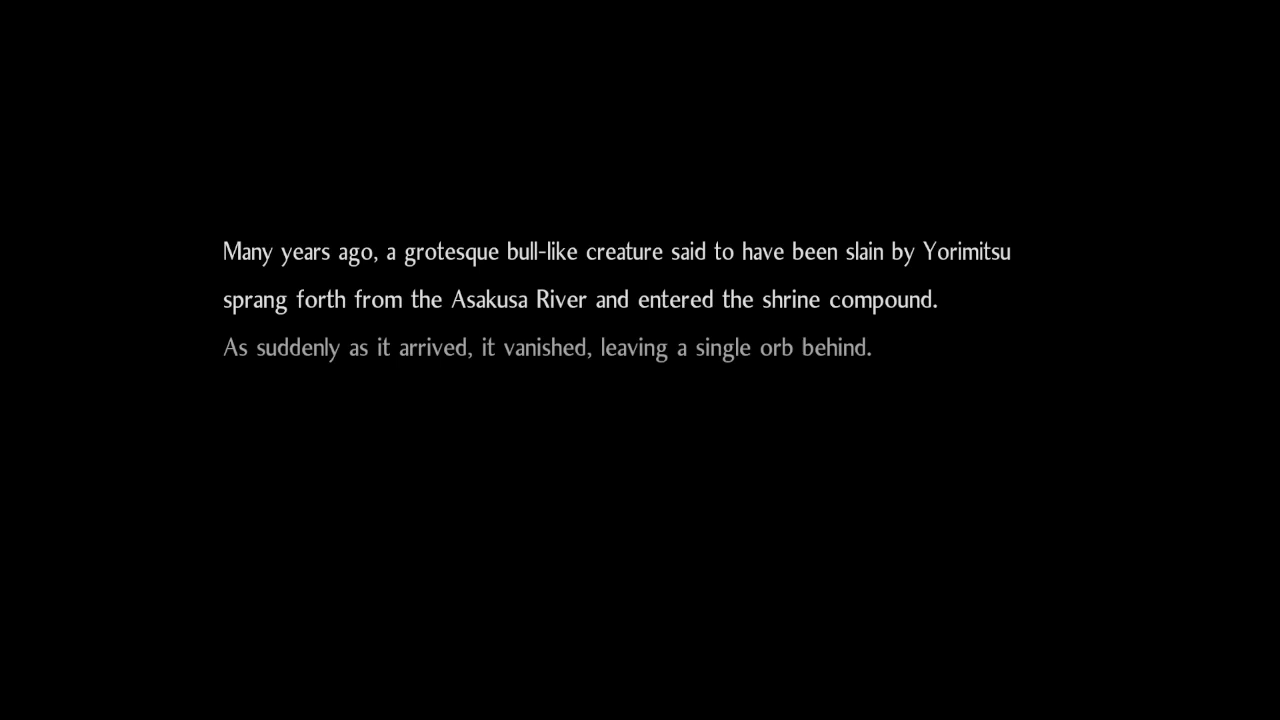 Many years ago, a grotesque bull-like creature said to have been slain by Yorimitsu
sprang forth from the Asakusa River and entered the shrine compound.
As suddenly as it arrived, it vanished, leaving a single orb behind.